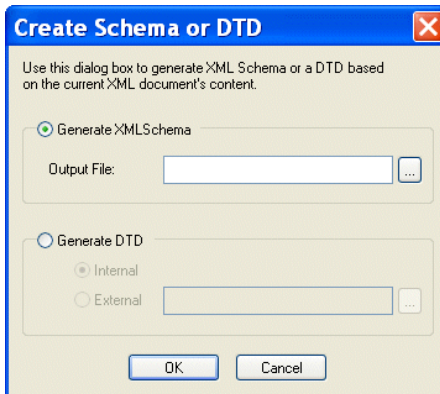 Create Schema or DTD
Use this dialog box to generate XML Schema or a DTD based
on the current XML document's content.
Generate XMLSchema
Output File:
...
Generate DTD
Internal
External
...
OK
Cancel